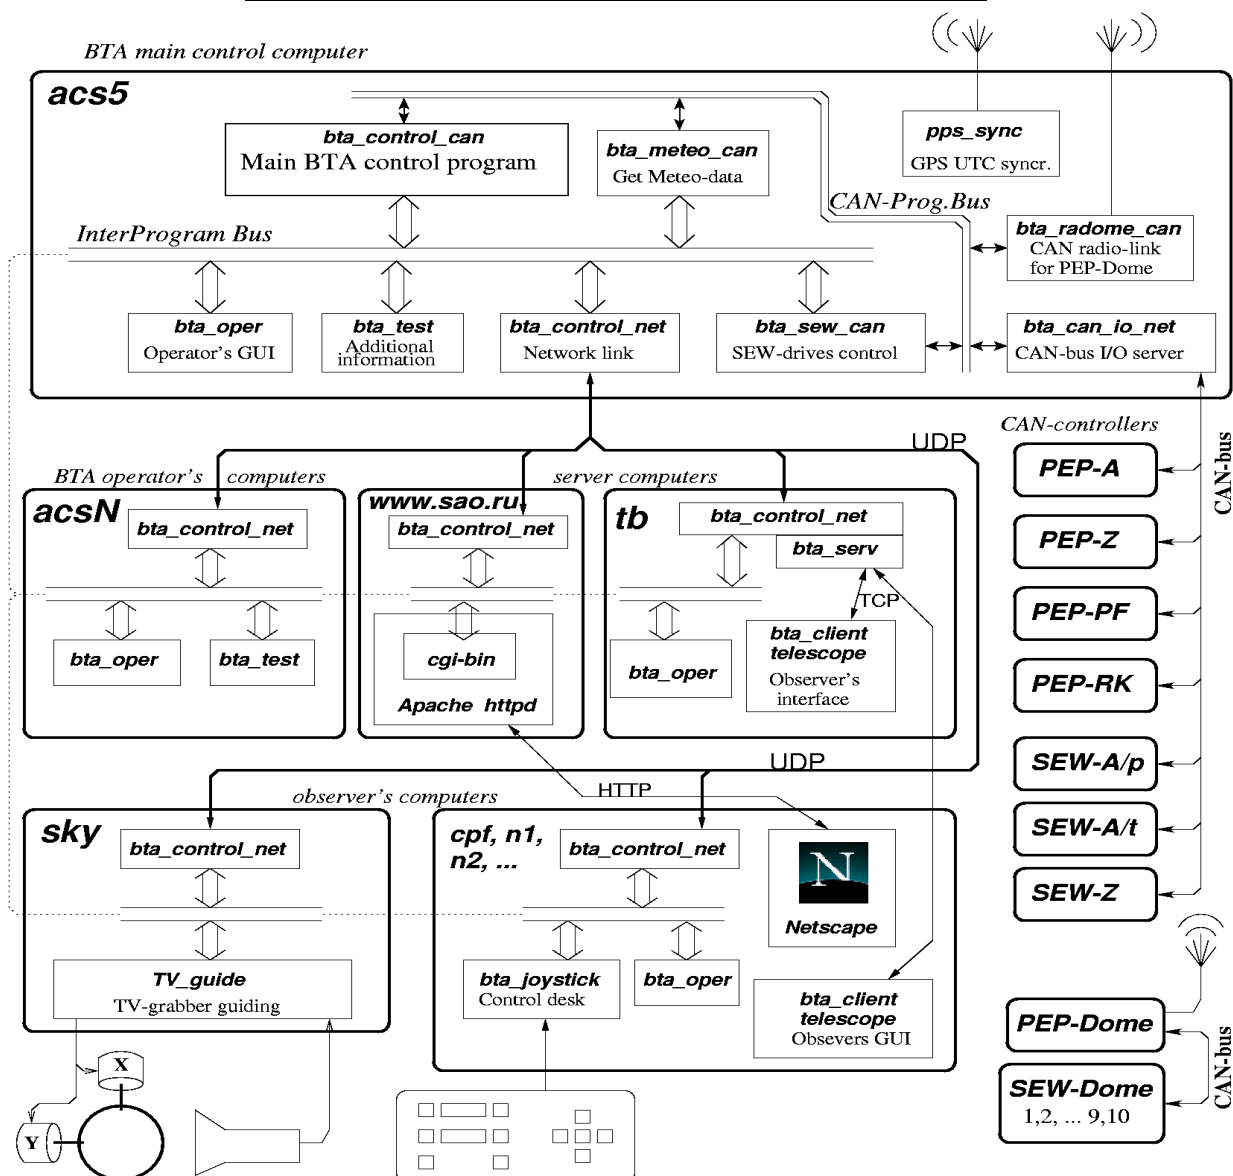 BTA main control computer
acs5
bta_control_can
Main BTA control program
bta_meteo_can
Get Meteo-data
pps_sync
GPS UTC syncr.
CAN-Prog.Bus
InterProgram Bus
bta_radome_can
CAN radio-link
for PEP-Dome
bta_oper
Operator's GUI
bta_test
Additional
information
bta_control_net
Network link
bta_sew_can
SEW-drives control
bta_can_io_net
CAN-bus I/O server
UDP
CAN-controllers
CAN-bus
BTA operator's computers
server computers
acsN
bta_control_net
bta_oper
bta_test
www.sao.ru
bta_control_net
cgi-bin
Apache httpd
tb
bta_control_net
bta_serv
TCP
bta_oper
bta_client
telescope
Observer's
interface
PEP-A
PEP-Z
PEP-PF
PEP-RK
SEW-A/p
SEW-A/t
SEW-Z
UDP
HTTP
observer's computers
sky
bta_control_net
TV_guide
TV-grabber guiding
X
Y
cpf, n1,
n2, ...
bta_control_net
N
Netscape
bta_joystick
Control desk
bta_oper
bta_client
telescope
Obsevers GUI
PEP-Dome
SEW-Dome
1,2, ... 9,10
CAN-bus